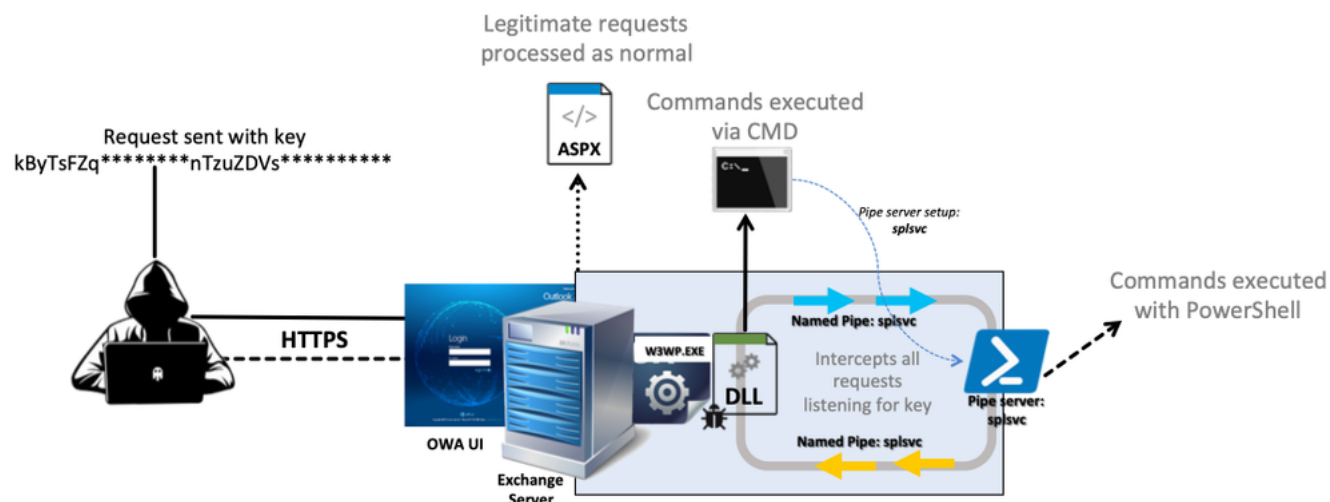 Legitimate requests
processed as normal
</>
ASPX
Commands executed
via CMD
C:\_
Request sent with key
kByTsFZq********nTzuZDVs**********
Pipe server setup:
splsvc
Commands executed
with PowerShell
HTTPS
Outlook
Login
W3WP.EXE
DLL
Named Pipe: splsvc
Intercepts all
requests
listening for key
Named Pipe: splsvc
Pipe server:
splsvc
OWA UI
Exchange
Server